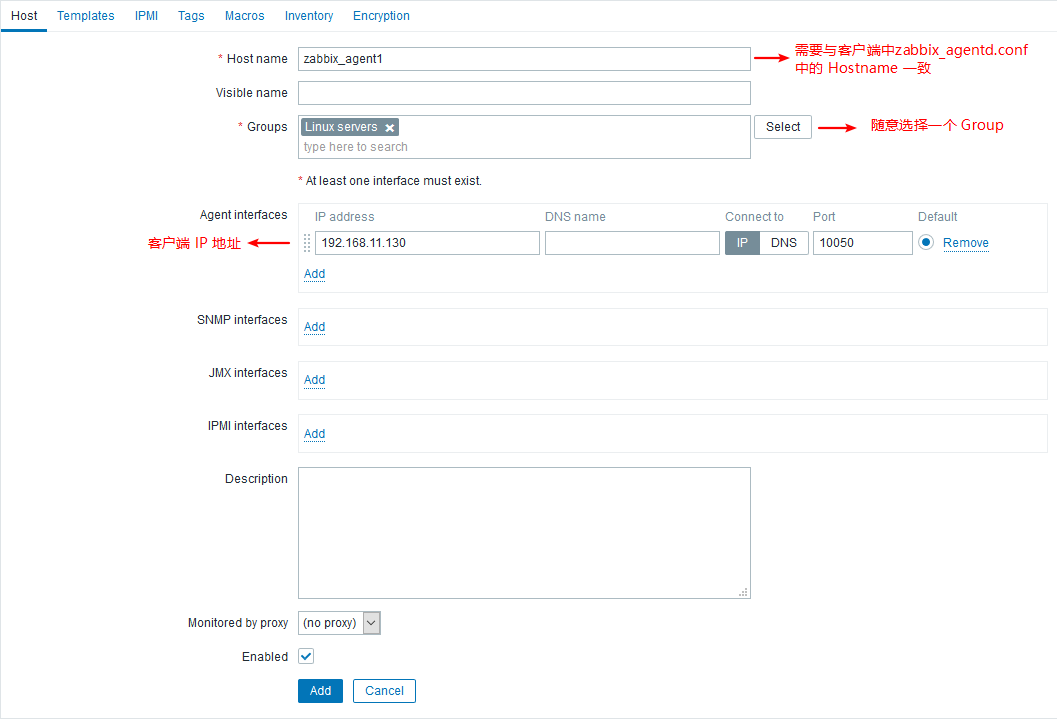 Host Templates IPMI Tags Macros Inventory Encryption
* Host name zabbix_agent1 需要与客户端中zabbix_agentd.conf
中的 Hostname 一致
Visible name
* Groups Linux servers Select 随意选择一个 Group
type here to search
* At least one interface must exist.
Agent interfaces IP address DNS name Connect to Port Default
客户端 IP 地址 192.168.11.130 IP DNS 10050 Remove
Add
SNMP interfaces Add
JMX interfaces Add
IPMI interfaces Add
Description
Monitored by proxy (no proxy)
Enabled
Add Cancel